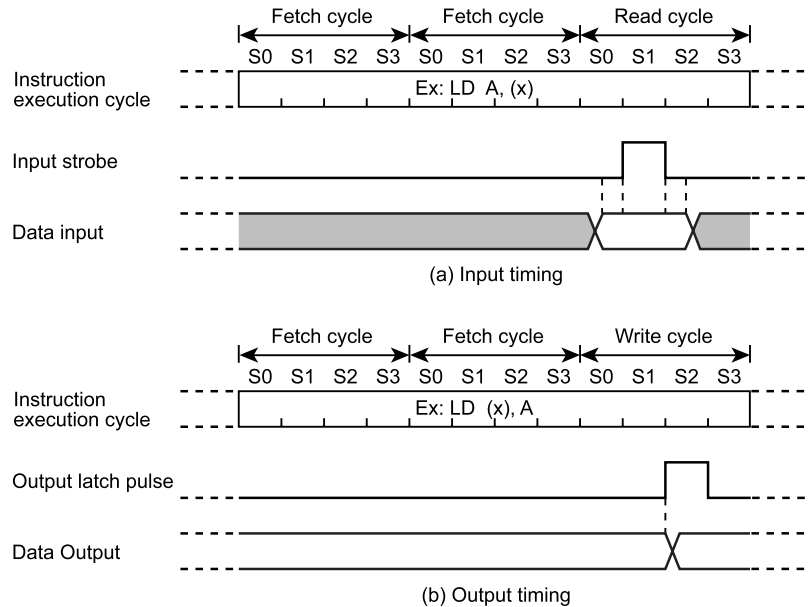 Fetch cycle Fetch cycle Read cycle
S0 S1 S2 S3 S0 S1 S2 S3 S0 S1 S2 S3
Instruction
execution cycle
Ex: LD A, (x)
Input strobe
Data input
(a) Input timing
Fetch cycle Fetch cycle Write cycle
S0 S1 S2 S3 S0 S1 S2 S3 S0 S1 S2 S3
Instruction
execution cycle
Ex: LD (x), A
Output latch pulse
Data Output
(b) Output timing